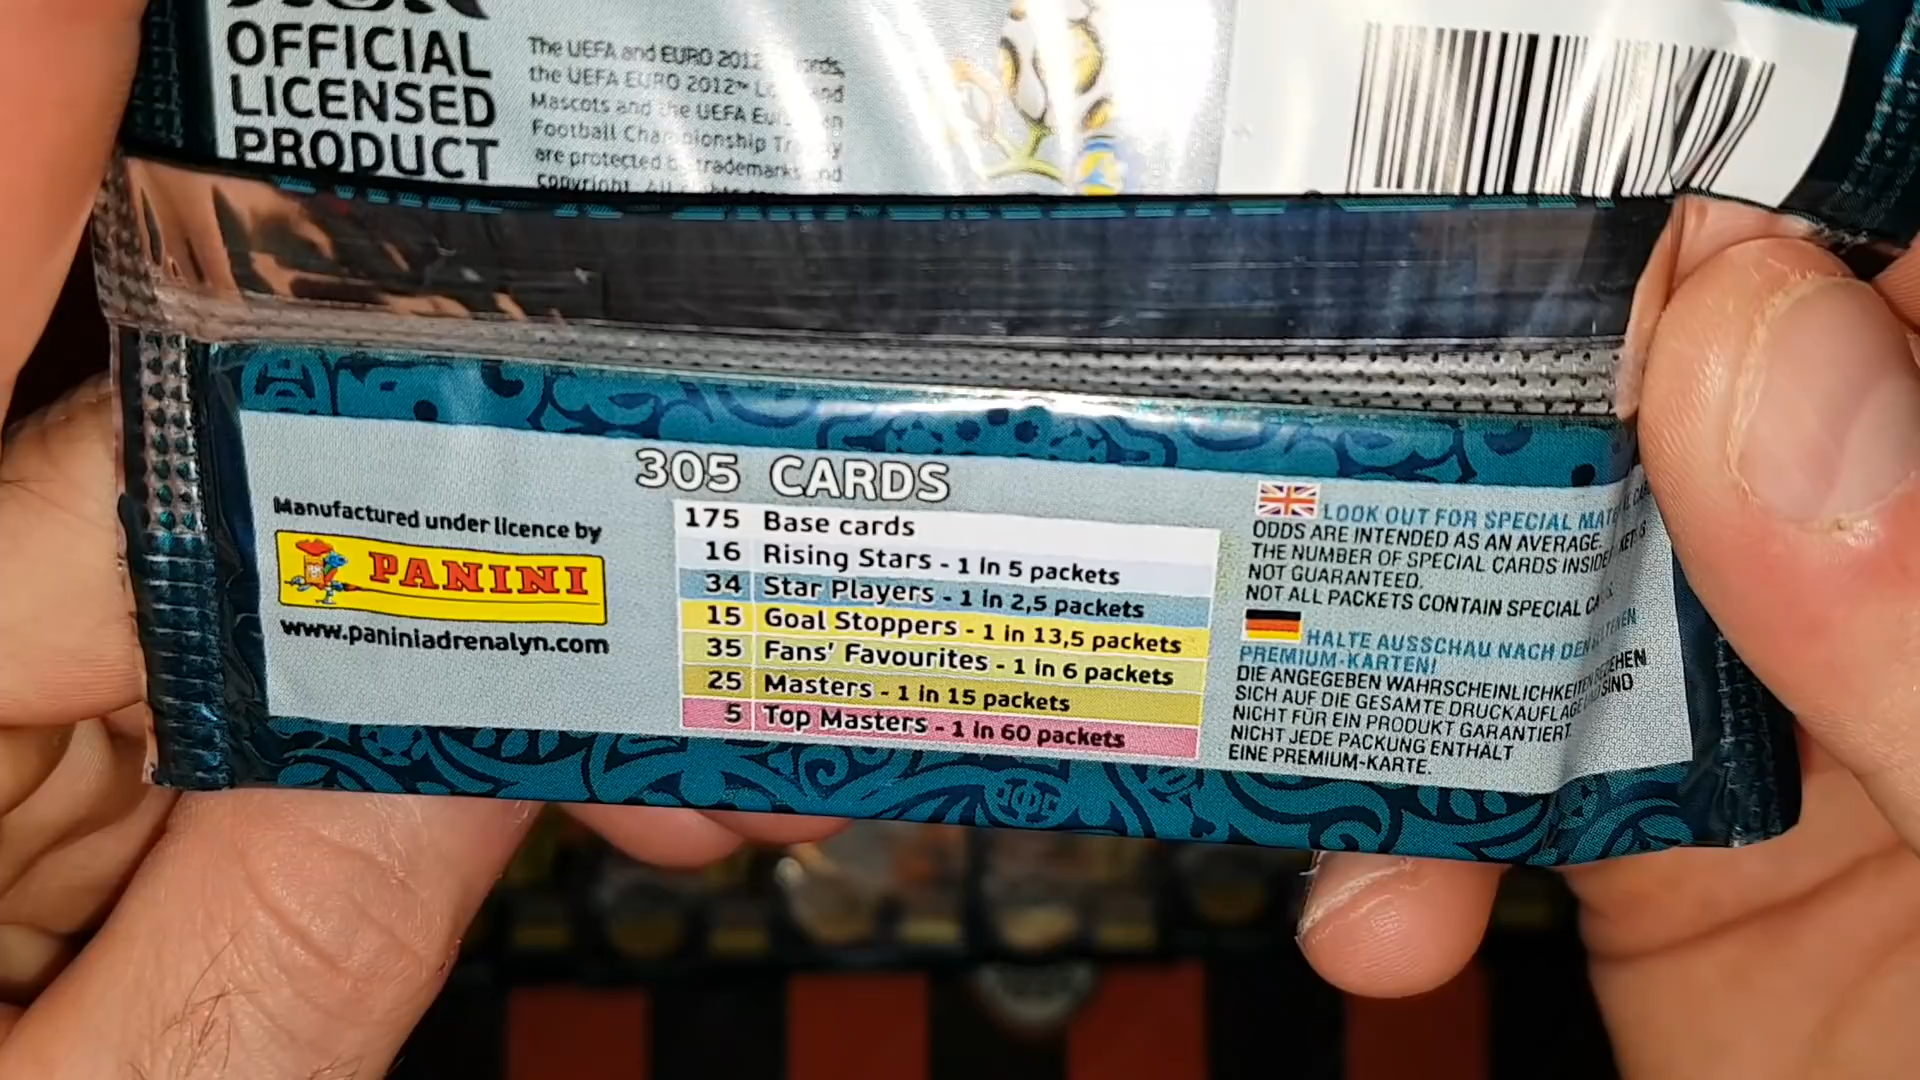 OFFICIAL
LICENSED
PRODUCT
The UEFA and EURO 2012
the UEFA EURO 2012™
Mascots and the UEFA
Football Championship
are protected trademarks
copyright. All
305 CARDS
Manufactured under licence by
PANINI
www.paniniadrenalyn.com
175 Base cards
16 Rising Stars - 1 in 5 packets
34 Star Players - 1 in 2,5 packets
15 Goal Stoppers - 1 in 13,5 packets
35 Fans' Favourites - 1 in 6 packets
25 Masters - 1 in 15 packets
5 Top Masters - 1 in 60 packets
LOOK OUT FOR SPECIAL
ODDS ARE INTENDED AS AN AVERAGE.
THE NUMBER OF SPECIAL CARDS INSIDE
NOT GUARANTEED.
NOT ALL PACKETS CONTAIN SPECIAL
HALTE AUSSCHAU NACH DEN
PREMIUM-KARTEN!
DIE ANGEGEBEN WAHRSCHEINLICHKEITEN
SICH AUF DIE GESAMTE DRUCKAUFLAGE SIND
NICHT FÜR EIN PRODUKT GARANTIERT.
NICHT JEDE PACKUNG ENTHÄLT
EINE PREMIUM-KARTE.